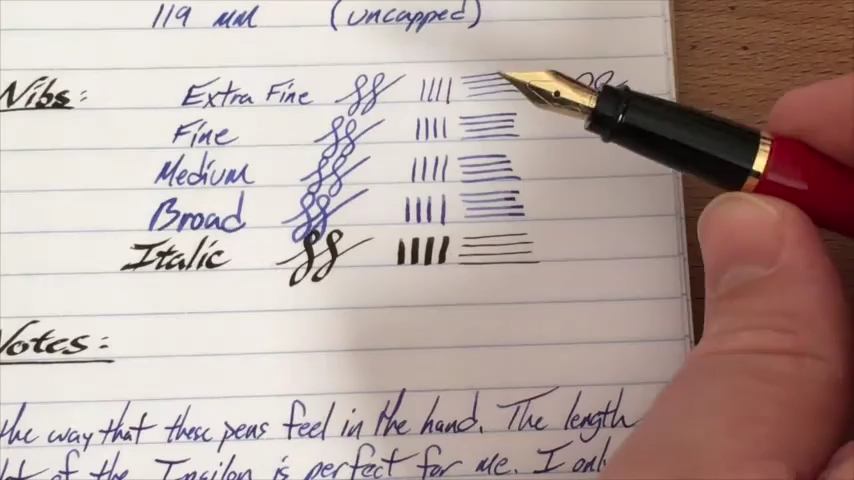 119 mm (uncapped)
Nibs:
Extra Fine
Fine
Medium
Broad
Italic
Notes:
the way that these pens feel in the hand. The length
of the Ipsilon is perfect for me. I only